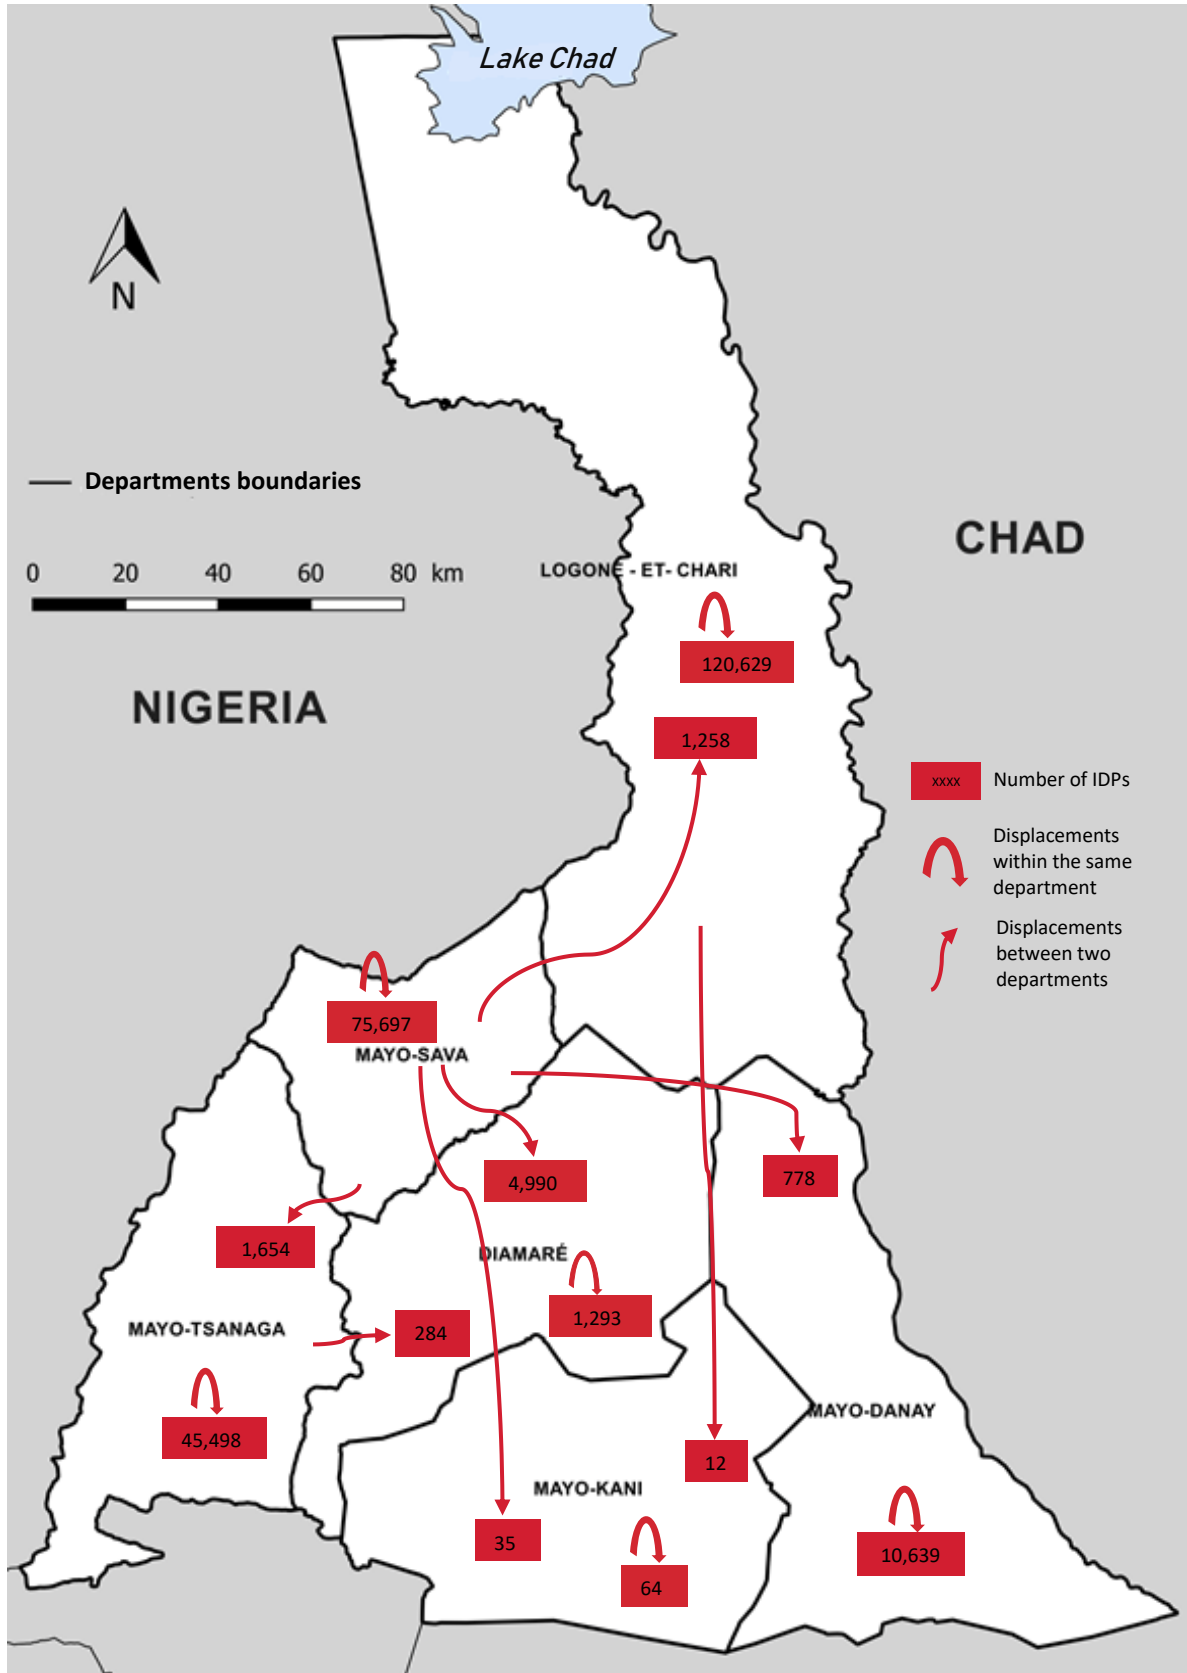 Lake Chad
N
Departments boundaries
0 20 40 60 80 km
CHAD
LOGONE - ET- CHARI
120,629
NIGERIA
1,258
xxxx Number of IDPs
Displacements
within the same
department
Displacements
between two
departments
75,697
MAYO-SAVA
4,990
778
1,654
DIAMARÉ
1,293
MAYO-TSANAGA
284
45,498
MAYO-DANAY
12
MAYO-KANI
35
10,639
64